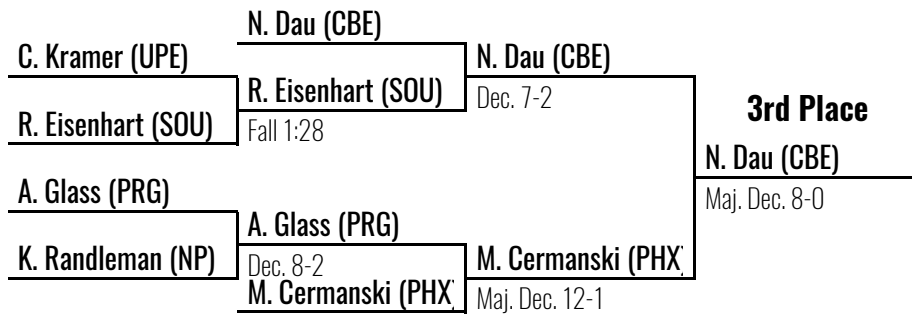 N. Dau (CBE)
C. Kramer (UPE)
N. Dau (CBE)
R. Eisenhart (SOU)
Dec. 7-2
3rd Place
R. Eisenhart (SOU)
Fall 1:28
N. Dau (CBE)
A. Glass (PRG)
Maj. Dec. 8-0
A. Glass (PRG)
K. Randleman (NP)
Dec. 8-2
M. Cermanski (PHX)
M. Cermanski (PHX)
Maj. Dec. 12-1